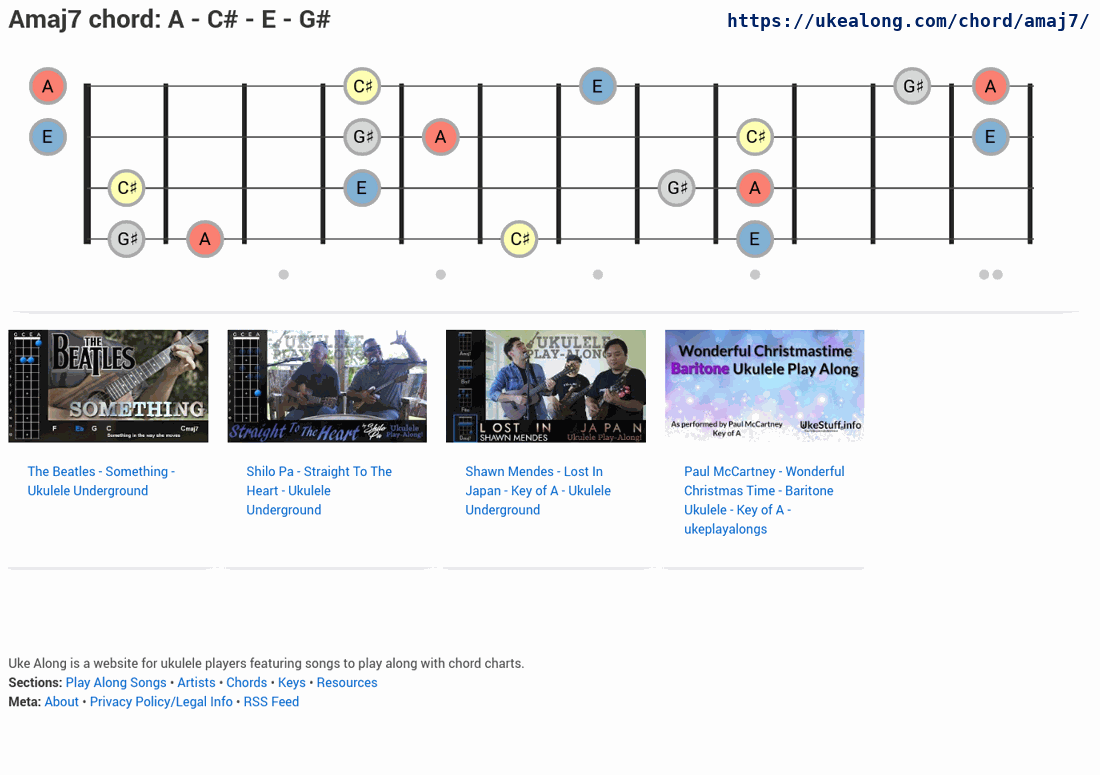 Amaj7 chord: A - C# - E - G#
https://ukealong.com/chord/amaj7/
A C♯ E G♯ A
E G♯ A C♯ E
C♯ E G♯ A
G♯ A C♯ E
G C E A
THE
BEATLES
SOMETHING
F Eb G C Cmaj7
Something in the way she moves
G C E A
UKULELE
PLAY-ALONG
Straight To The Heart by Shilo Pa Ukulele Play-Along!
UKULELE
PLAY-ALONG
LOST IN JAPAN
SHAWN MENDES Ukulele Play-Along!
Wonderful Christmastime
Baritone Ukulele Play Along
As performed by Paul McCartney
Key of A
UkeStuff.info
The Beatles - Something -
Ukulele Underground
Shilo Pa - Straight To The
Heart - Ukulele
Underground
Shawn Mendes - Lost In
Japan - Key of A - Ukulele
Underground
Paul McCartney - Wonderful
Christmas Time - Baritone
Ukulele - Key of A -
ukeplayalongs
Uke Along is a website for ukulele players featuring songs to play along with chord charts.
Sections: Play Along Songs • Artists • Chords • Keys • Resources
Meta: About • Privacy Policy/Legal Info • RSS Feed